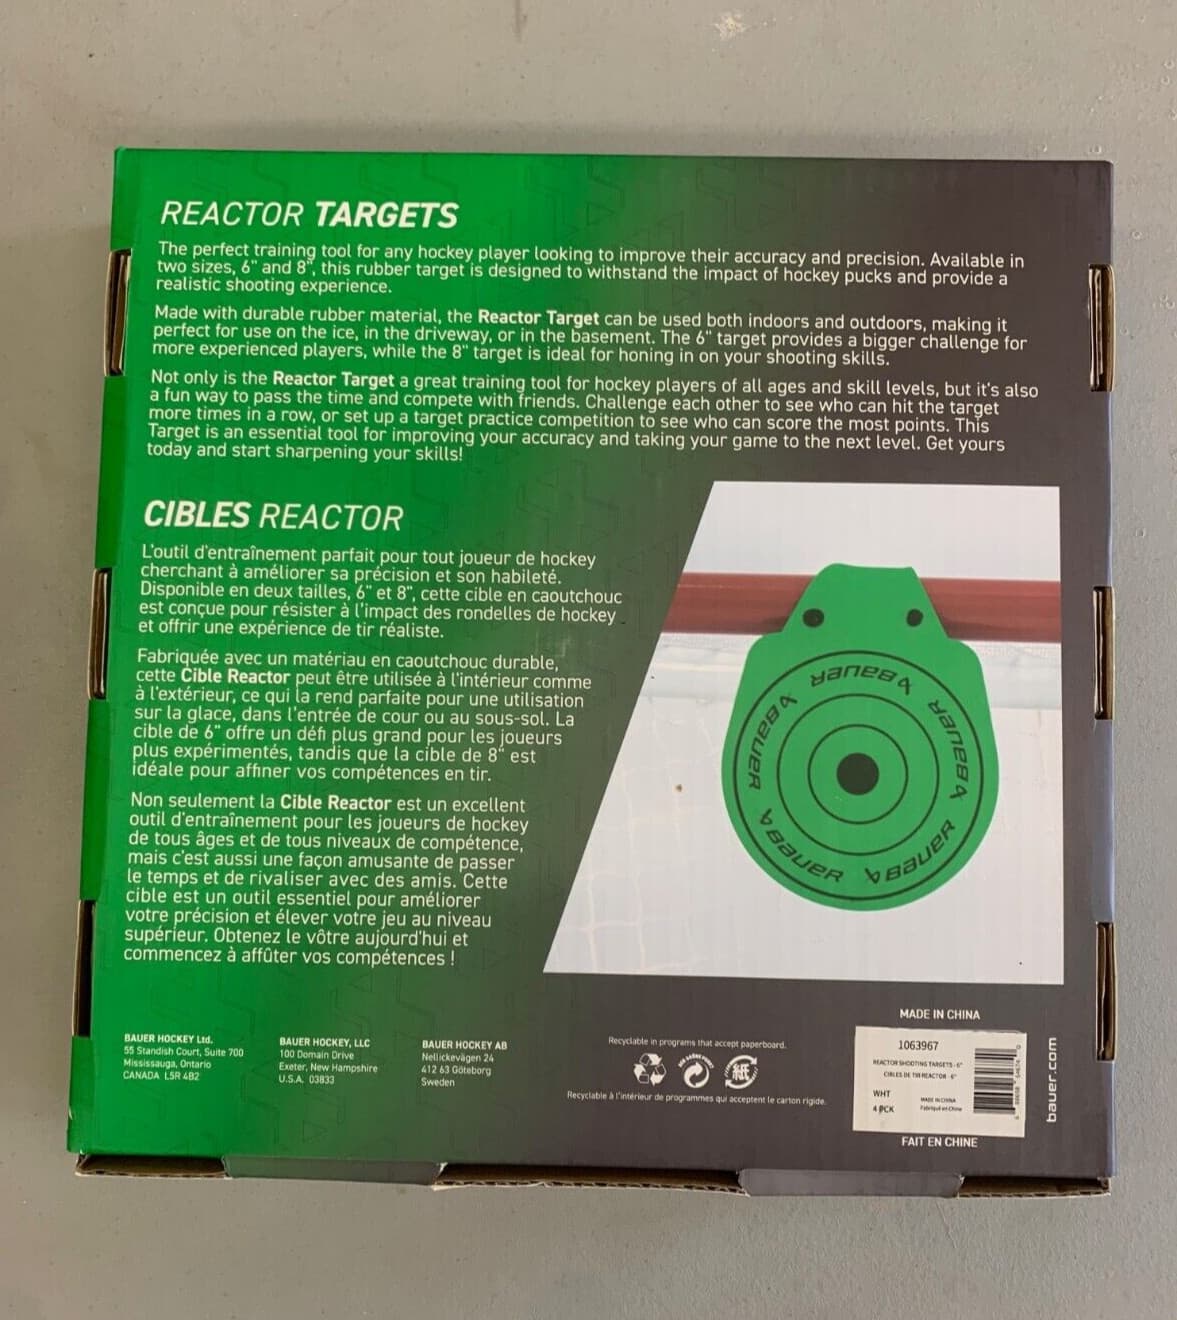 REACTOR TARGETS
The perfect training tool for any hockey player looking to improve their accuracy and precision. Available in
two sizes, 6" and 8", this rubber target is designed to withstand the impact of hockey pucks and provide a
realistic shooting experience.
Made with durable rubber material, the Reactor Target can be used both indoors and outdoors, making it
perfect for use on the ice, in the driveway, or in the basement. The 6" target provides a bigger challenge for
more experienced players, while the 8" target is ideal for honing in on your shooting skills.
Not only is the Reactor Target a great training tool for hockey players of all ages and skill levels, but it's also
a fun way to pass the time and compete with friends. Challenge each other to see who can hit the target
more times in a row, or set up a target practice competition to see who can score the most points. This
Target is an essential tool for improving your accuracy and taking your game to the next level. Get yours
today and start sharpening your skills!
CIBLES REACTOR
L'outil d'entraînement parfait pour tout joueur de hockey
cherchant à améliorer sa précision et son habileté.
Disponible en deux tailles, 6" et 8", cette cible en caoutchouc
est conçue pour résister à l'impact des rondelles de hockey
et offrir une expérience de tir réaliste.
Fabriquée avec un matériau en caoutchouc durable,
cette Cible Reactor peut être utilisée à l'intérieur comme
à l'extérieur, ce qui la rend parfaite pour une utilisation
sur la glace, dans l'entrée de cour ou au sous-sol. La
cible de 6" offre un défi plus grand pour les joueurs
plus expérimentés, tandis que la cible de 8" est
idéale pour affiner vos compétences en tir.
Non seulement la Cible Reactor est un excellent
outil d'entraînement pour les joueurs de hockey
de tous âges et de tous niveaux de compétence,
mais c'est aussi une façon amusante de passer
le temps et de rivaliser avec des amis. Cette
cible est un outil essentiel pour améliorer
votre précision et élever votre jeu au niveau
supérieur. Obtenez le vôtre aujourd'hui et
commencez à affûter vos compétences !
BAUER
BAUER
BAUER
BAUER
BAUER
BAUER HOCKEY Ltd.
55 Standish Court, Suite 700
Mississauga, Ontario
CANADA L5R 4B2
BAUER HOCKEY, LLC
100 Domain Drive
Exeter, New Hampshire
U.S.A. 03833
BAUER HOCKEY AB
Nellickevägen 24
412 63 Göteborg
Sweden
Recyclable in programs that accept paperboard.
紙
Recyclable à l'intérieur de programmes qui acceptent le carton rigide.
MADE IN CHINA
1063967
REACTOR SHOOTING TARGETS - 6"
CIBLES DE TIR REACTOR - 6"
WHT
4 PCK
MADE IN CHINA
Fabriqué en Chine
FAIT EN CHINE
bauer.com